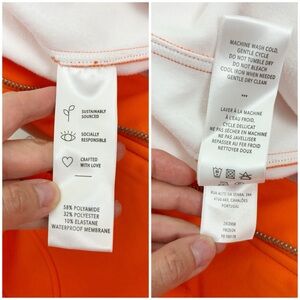 SUSTAINABLY
SOURCED
SOCIALLY
RESPONSIBLE
CRAFTED
WITH LOVE
58% POLYAMIDE
32% POLYESTER
10% ELASTANE
WATERPROOF MEMBRANE
MACHINE WASH COLD,
GENTLE CYCLE
DO NOT TUMBLE DRY
DO NOT BLEACH
COOL IRON WHEN NEEDED
GENTLE DRY CLEAN
LAVER À LA MACHINE
À L'EAU FROID,
CYCLE DÉLICAT
NE PAS SÉCHER EN MACHINE
NE PAS JAVELLISER
REPASSER AU FER FROID
NETTOYER DOUX
PORTUGAL